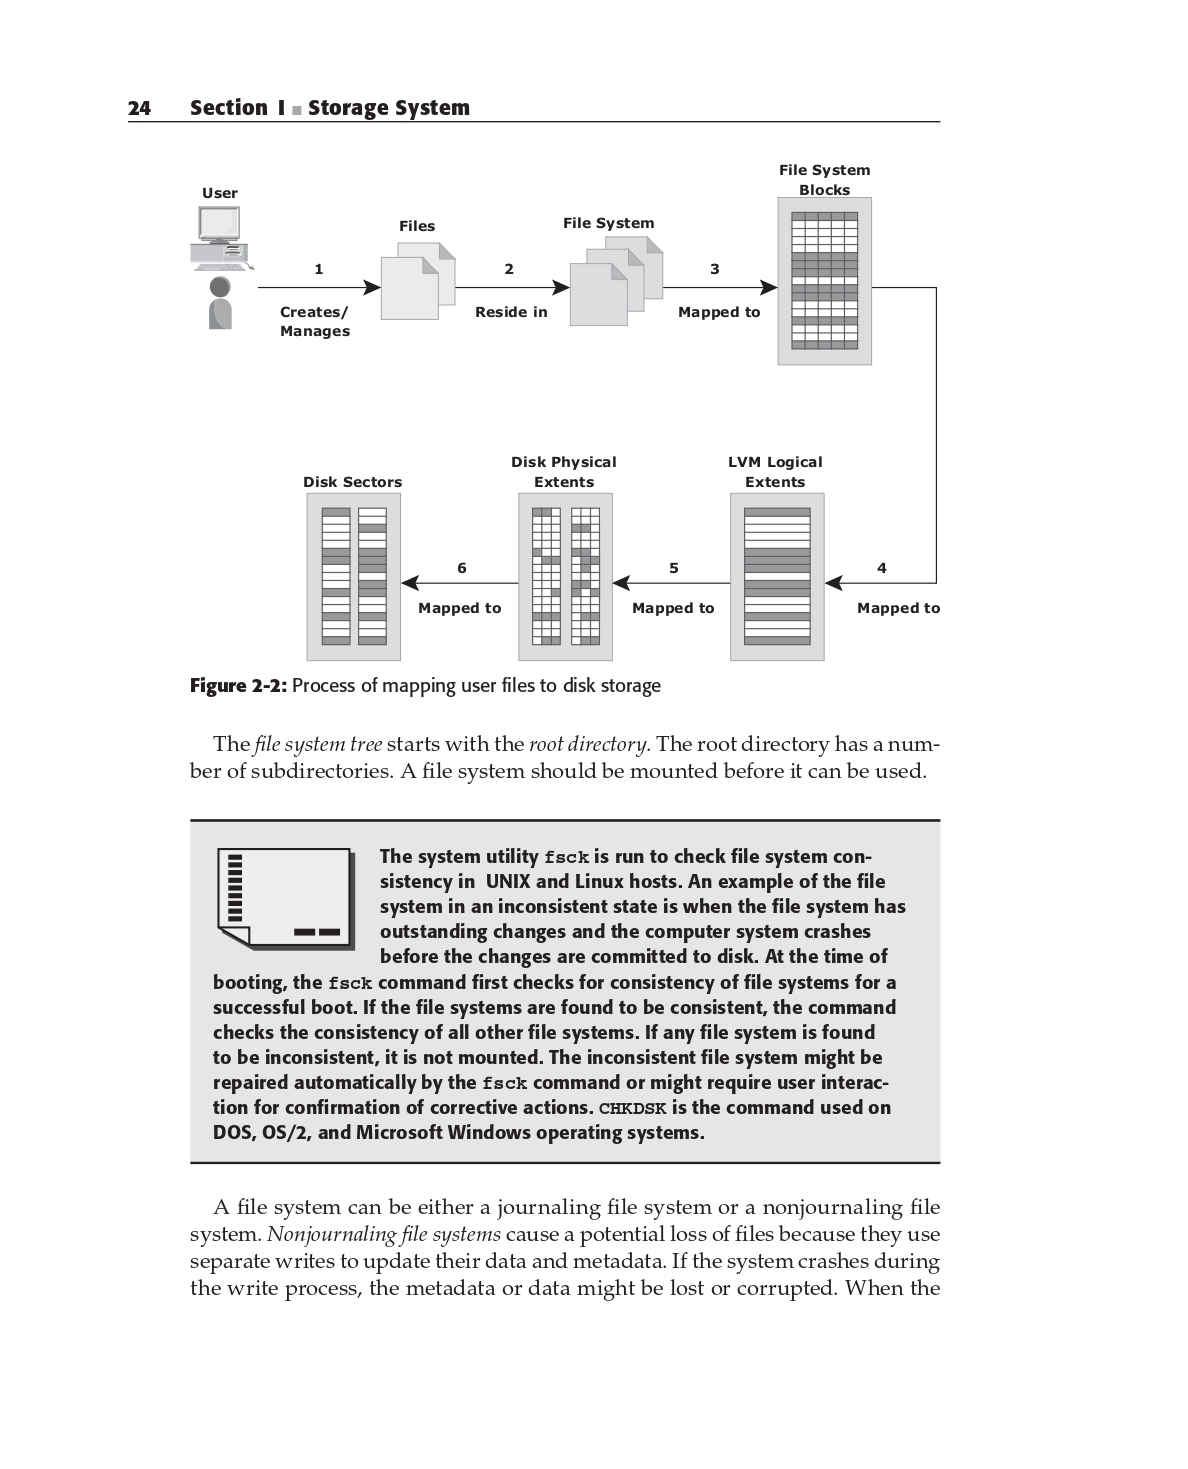 24 Section I ■ Storage System
User
Files
File System
File System
Blocks
1
Creates/
Manages
2
Reside in
3
Mapped to
Disk Sectors
Disk Physical
Extents
LVM Logical
Extents
6
Mapped to
5
Mapped to
4
Mapped to
Figure 2-2: Process of mapping user files to disk storage
The file system tree starts with the root directory. The root directory has a num-
ber of subdirectories. A file system should be mounted before it can be used.
The system utility fsck is run to check file system con-
sistency in UNIX and Linux hosts. An example of the file
system in an inconsistent state is when the file system has
outstanding changes and the computer system crashes
before the changes are committed to disk. At the time of
booting, the fsck command first checks for consistency of file systems for a
successful boot. If the file systems are found to be consistent, the command
checks the consistency of all other file systems. If any file system is found
to be inconsistent, it is not mounted. The inconsistent file system might be
repaired automatically by the fsck command or might require user interac-
tion for confirmation of corrective actions. CHKDSK is the command used on
DOS, OS/2, and Microsoft Windows operating systems.
A file system can be either a journaling file system or a nonjournaling file
system. Nonjournaling file systems cause a potential loss of files because they use
separate writes to update their data and metadata. If the system crashes during
the write process, the metadata or data might be lost or corrupted. When the